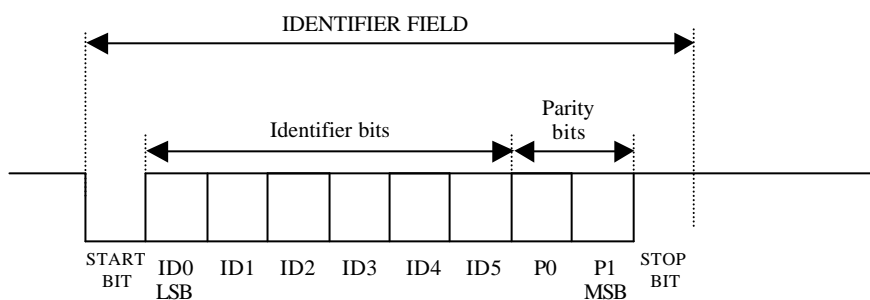 IDENTIFIER FIELD
Identifier bits
Parity
bits
START
BIT
ID0
LSB
ID1
ID2
ID3
ID4
ID5
P0
P1
MSB
STOP
BIT